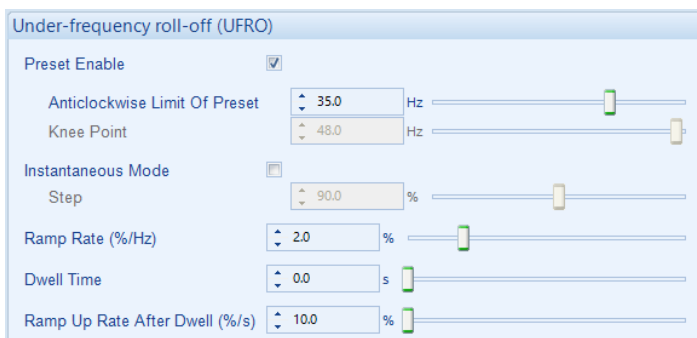 Under-frequency roll-off (UFRO)
Preset Enable
Anticlockwise Limit Of Preset 35.0 Hz
Knee Point 48.0 Hz
Instantaneous Mode
Step 90.0 %
Ramp Rate (%/Hz) 2.0 %
Dwell Time 0.0 s
Ramp Up Rate After Dwell (%/s) 10.0 %